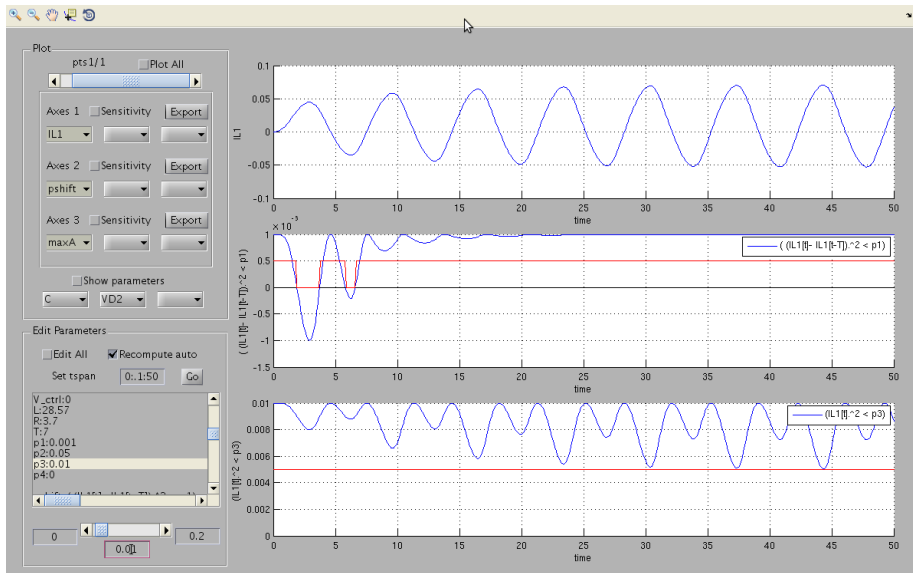 Plot
pts1/1 Plot All
Axes 1 Sensitivity Export
IL1
Axes 2 Sensitivity Export
pshift
Axes 3 Sensitivity Export
maxA
Show parameters
C VD2
Edit Parameters
Edit All Recompute auto
Set tspan 0:.1:50 Go
V_ctrl:0
L:28.57
R:3.7
T:7
p1:0.001
p2:0.05
p3:0.01
p4:0
0 0.2
0.01
0.1
0.05
0
-0.05
-0.1
IL1
0 5 10 15 20 25 30 35 40 45 50
time
× 10⁻³
1
0.5
0
-0.5
-1
-1.5
( (IL1[t]- IL1[t-T]).^2 < p1)
( (IL1[t]- IL1[t-T]).^2 < p1)
0 5 10 15 20 25 30 35 40 45 50
time
0.01
0.008
0.006
0.004
0.002
0
(IL1[t].^2 < p3)
(IL1[t].^2 < p3)
0 5 10 15 20 25 30 35 40 45 50
time